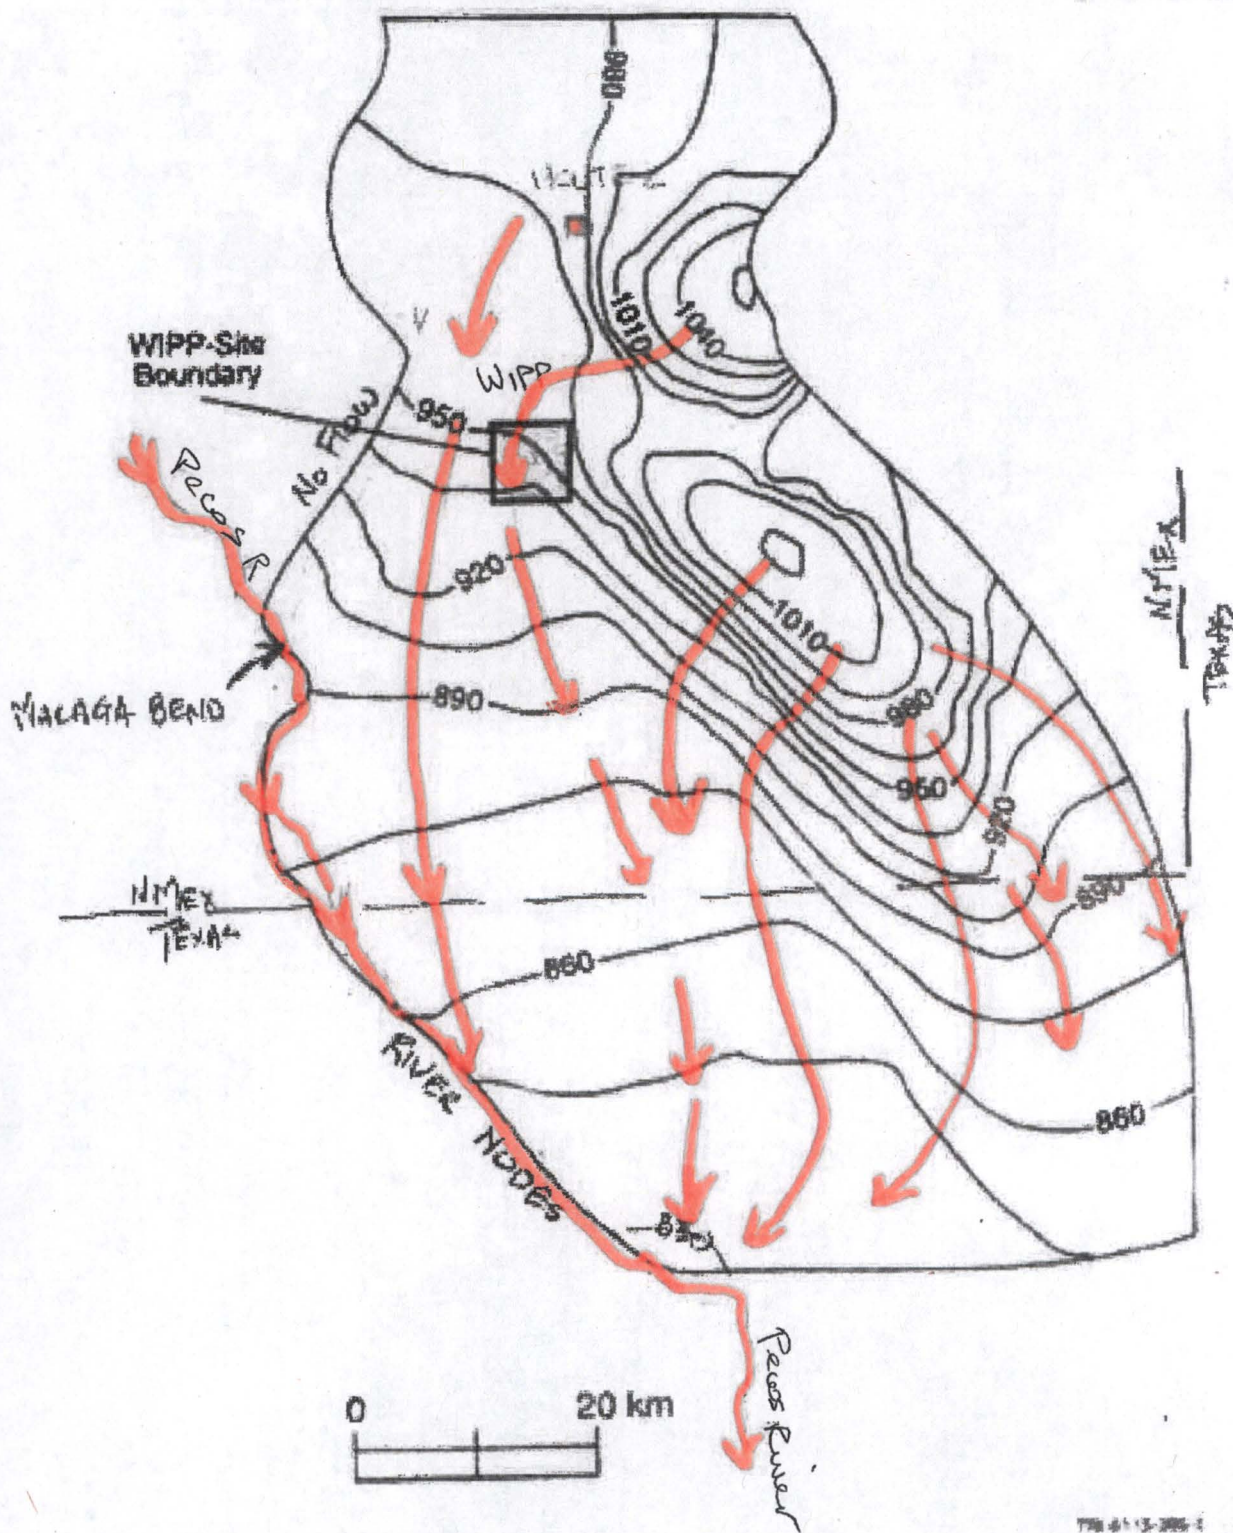 980
1010
1040
WIPP-Site
Boundary
WIPP
950
No Flow
Pecos R
920
1010
N.MEX
TEXAS
MALAGA BEND
890
980
950
920
NMEX
TEXAS
890
860
RIVER NODES
860
0 20 km
Pecos River